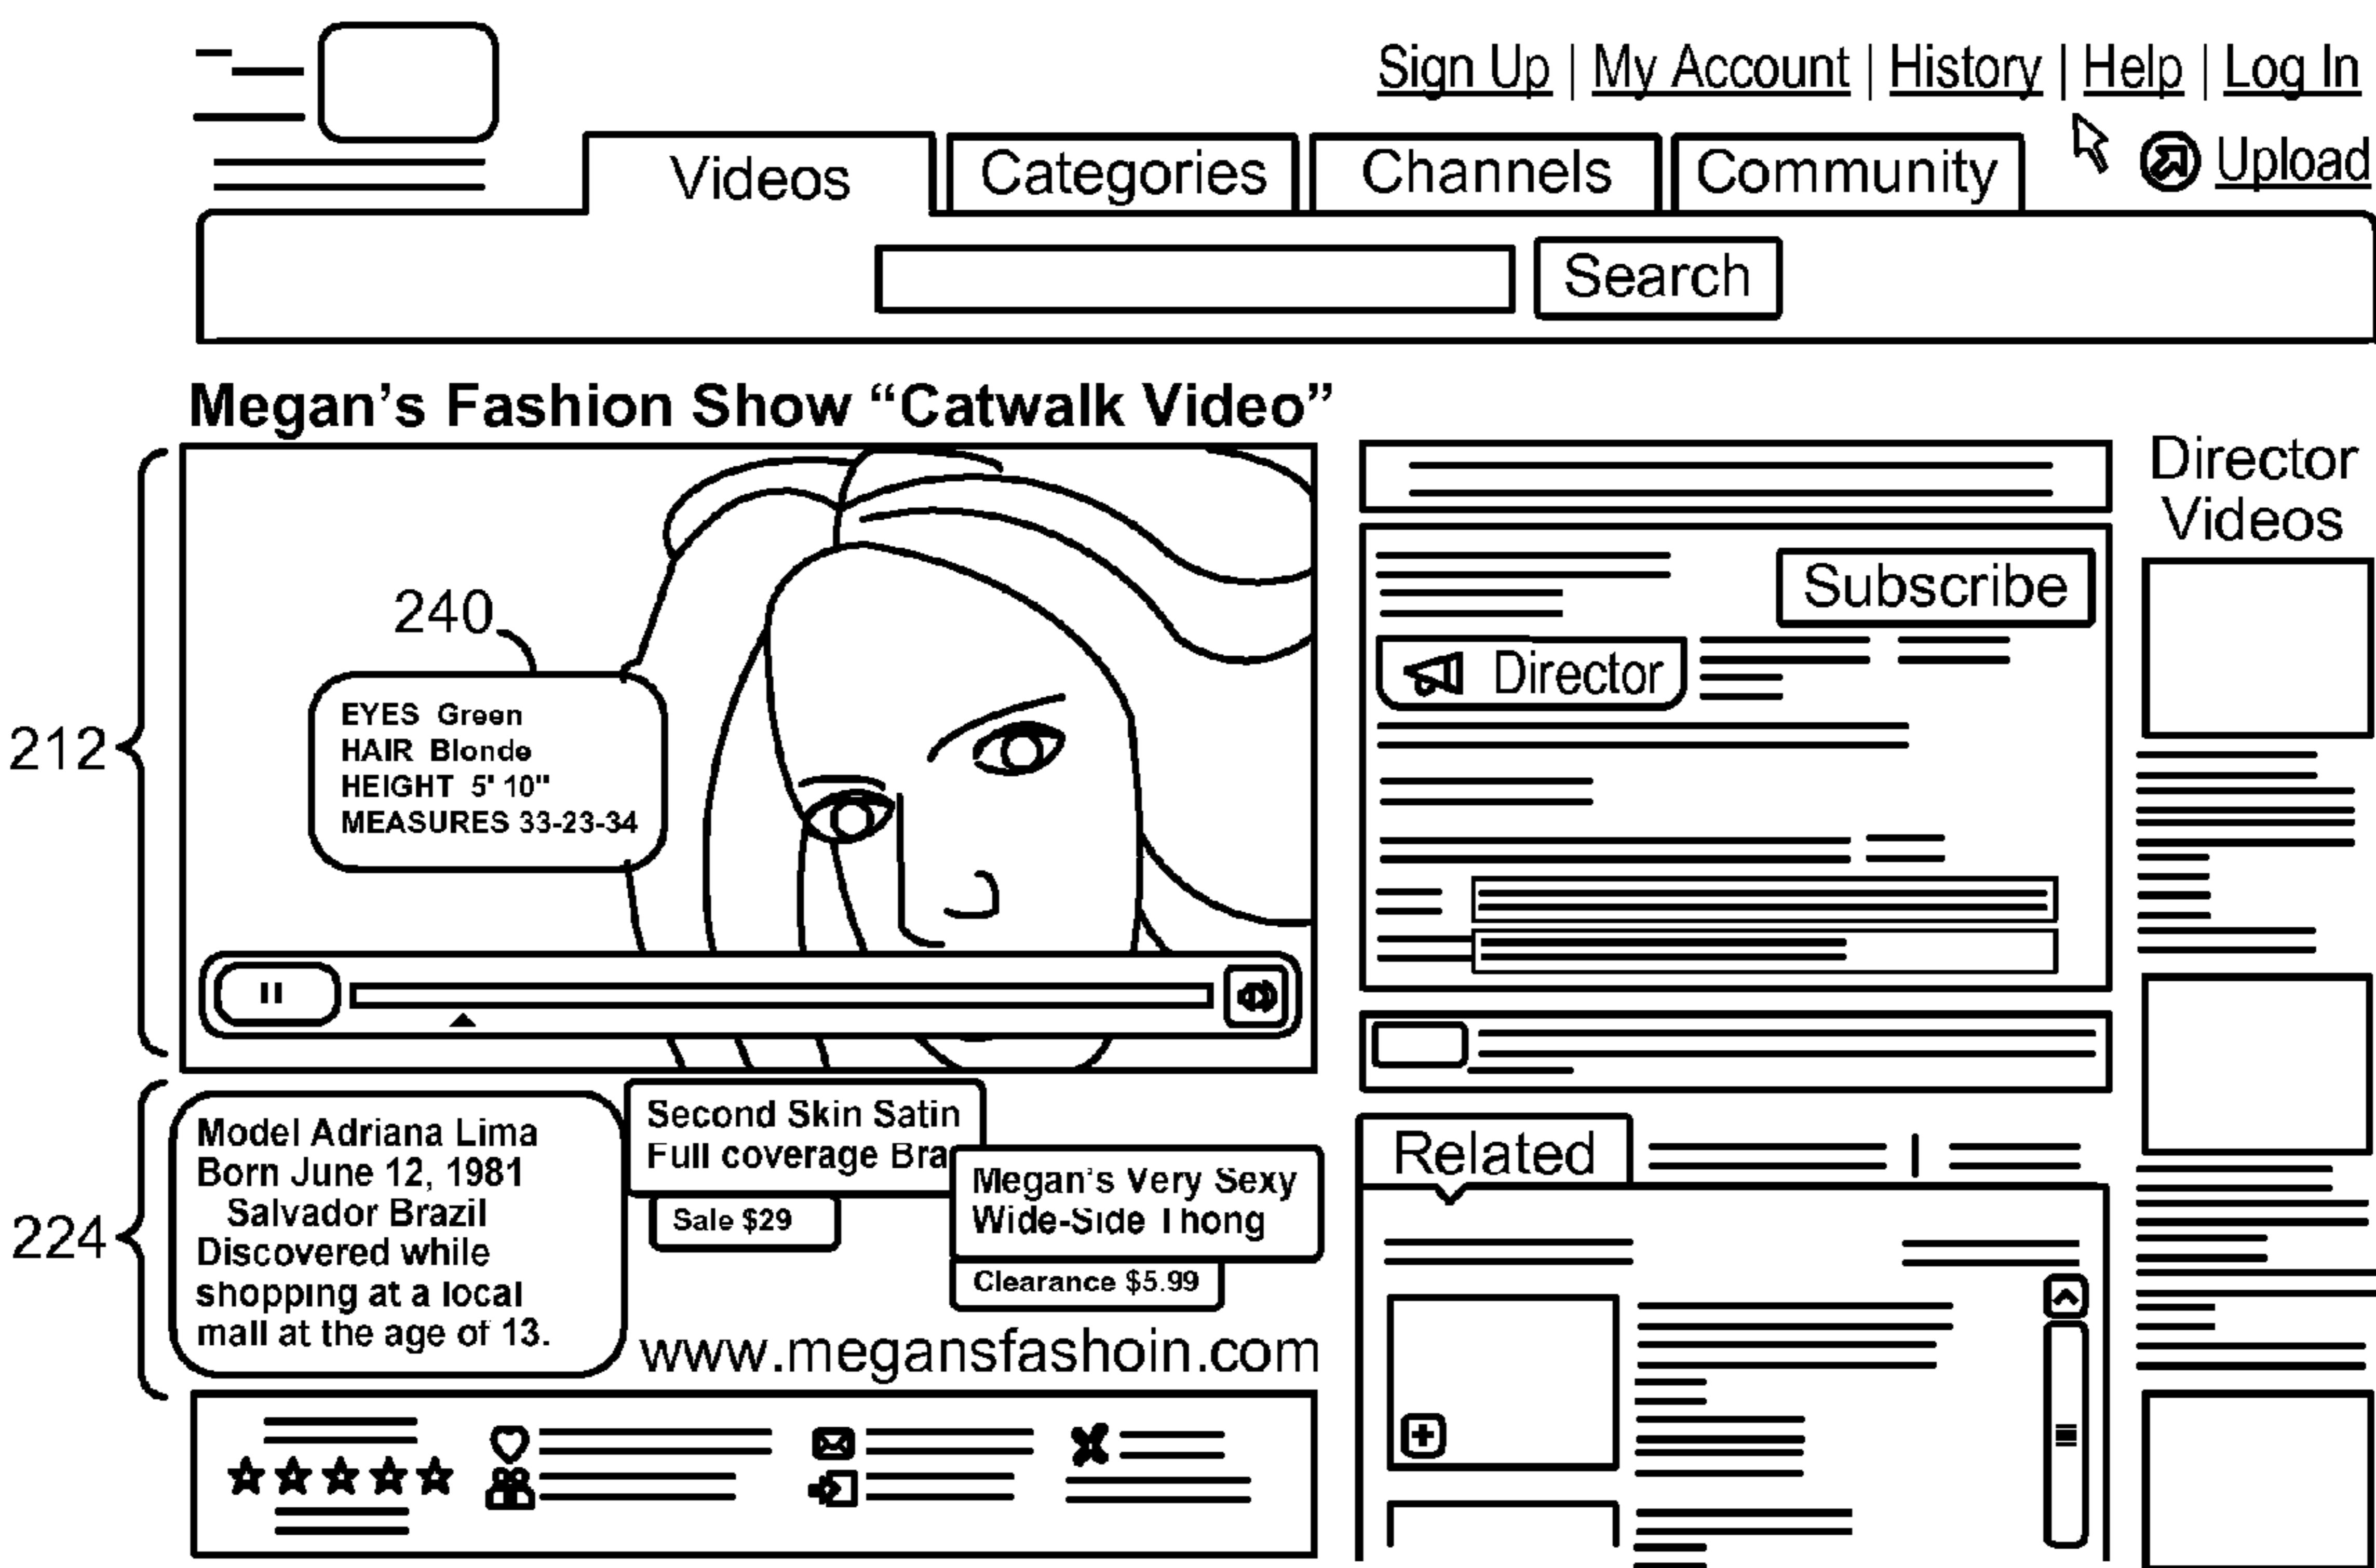 Sign Up | My Account | History | Help | Log In
Videos
Categories
Channels
Community
Upload
Search
Megan's Fashion Show “Catwalk Video”
212
240
EYES Green
HAIR Blonde
HEIGHT 5' 10"
MEASURES 33-23-34
Subscribe
Director
Director
Videos
224
Model Adriana Lima
Born June 12, 1981
Salvador Brazil
Discovered while
shopping at a local
mall at the age of 13.
Second Skin Satin
Full coverage Bra
Sale $29
Megan's Very Sexy
Wide-Side Thong
Clearance $5.99
www.megansfashoin.com
Related